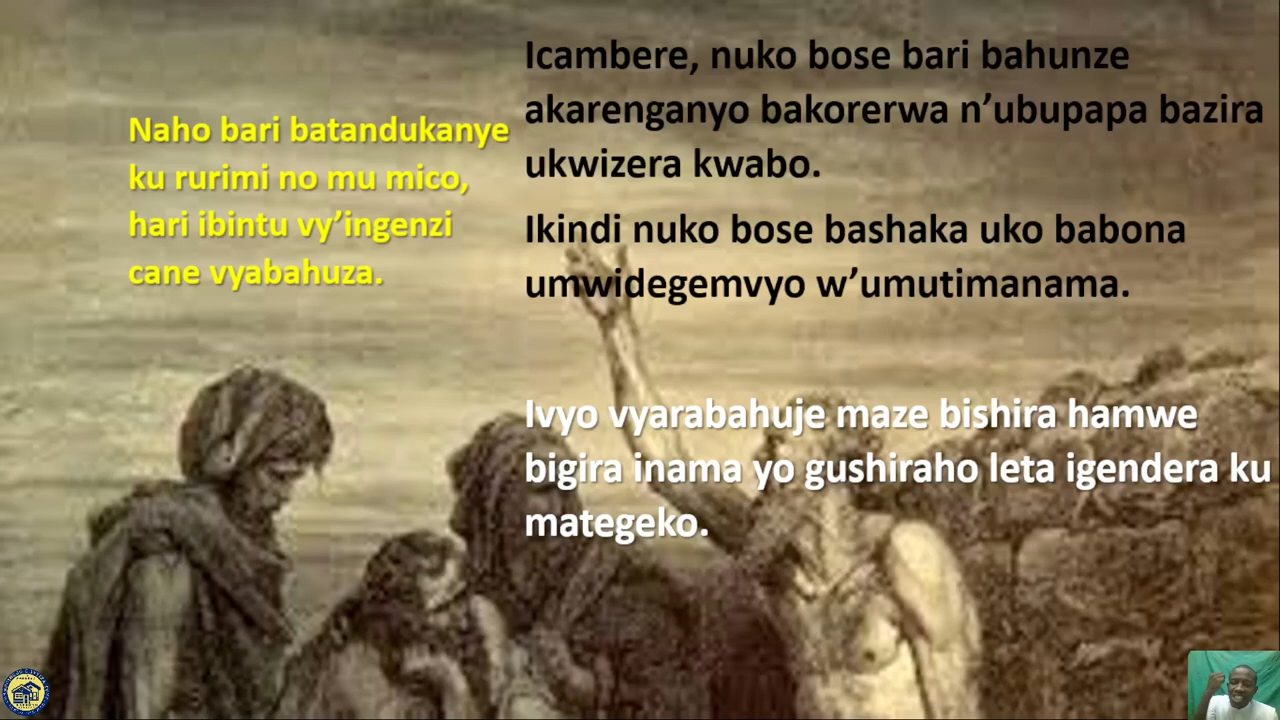 Naho bari batandukanye
ku rurimi no mu mico,
hari ibintu vy’ingenzi
cane vyabahuza.
Icambere, nuko bose bari bahunze
akarenganyo bakorerwa n’ubupapa bazira
ukwizera kwabo.
Ikindi nuko bose bashaka uko babona
umwidegemvyo w’umutimanama.
Ivyo vyarabahuje maze bishira hamwe
bigira inama yo gushiraho leta igendera ku
mategeko.